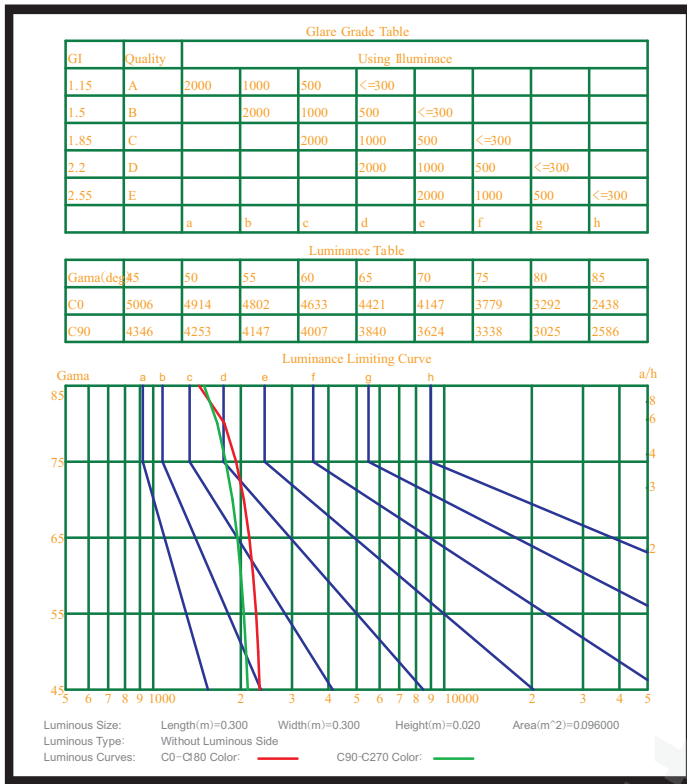 Glare Grade Table
GI Quality Using Illuminace
1.15 A 2000 1000 500 <=300
1.5 B 2000 1000 500 <=300
1.85 C 2000 1000 500 <=300
2.2 D 2000 1000 500 <=300
2.55 E 2000 1000 500 <=300
a b c d e f g h
Luminance Table
Gama(deg) 45 50 55 60 65 70 75 80 85
C0 5006 4914 4802 4633 4421 4147 3779 3292 2438
C90 4346 4253 4147 4007 3840 3624 3338 3025 2586
Luminance Limiting Curve
Gama a b c d e f g h a/h
85 8
6
75 4
3
65 2
55
45
5 6 7 8 9 1000 2 3 4 5 6 7 8 9 10000 2 3 4 5
Luminous Size: Length(m)=0.300 Width(m)=0.300 Height(m)=0.020 Area(m^2)=0.096000
Luminous Type: Without Luminous Side
Luminous Curves: C0-C180 Color: C90-C270 Color: